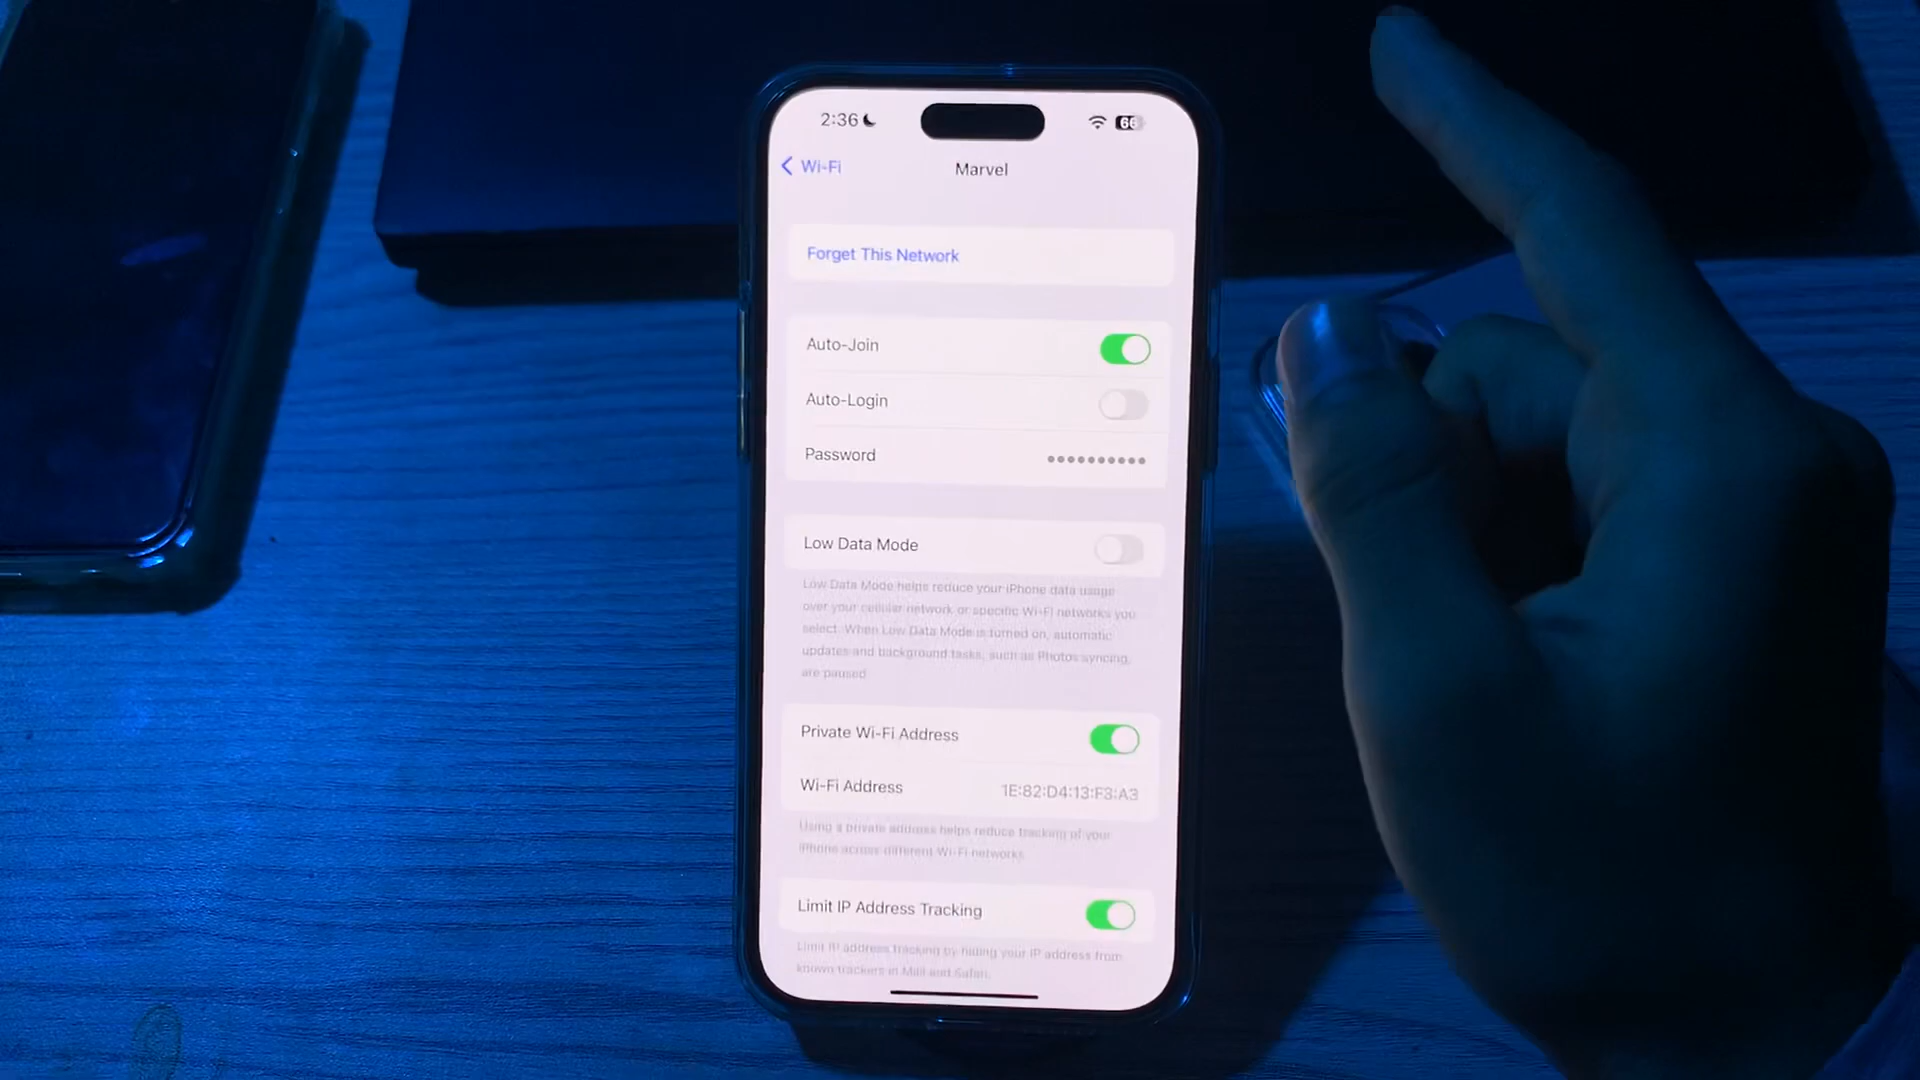 2:36
66
Wi-Fi
Marvel
Forget This Network
Auto-Join
Auto-Login
Password ●●●●●●●●●●
Low Data Mode
Low Data Mode helps reduce your iPhone data usage
over your cellular network or specific Wi-Fi networks you
select. When Low Data Mode is turned on, automatic
updates and background tasks, such as Photos syncing,
are paused.
Private Wi-Fi Address
Wi-Fi Address 1E:82:D4:13:F3:A3
Using a private address helps reduce tracking of your
iPhone across different Wi-Fi networks.
Limit IP Address Tracking
Limit IP address tracking by hiding your IP address from
known trackers in Mail and Safari.